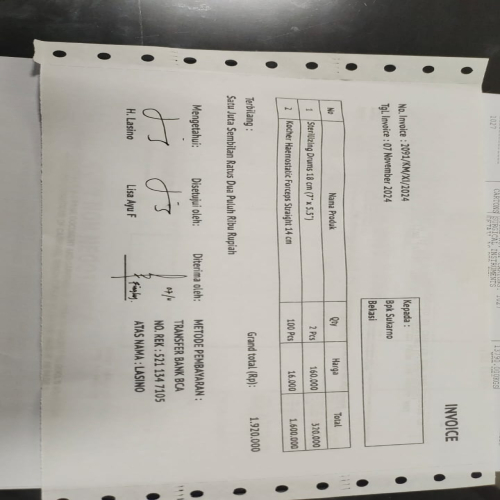 INVOICE
No. Invoice : 2091/KM/XI/2024
Tgl. Invoice : 07 November 2024
Kepada :
Bpk Sukarno
Bekasi
No Nama Produk Qty Harga Total
1 Sterilizing Drums 18 cm (7" x 5.5") 2 Pcs 160.000 320.000
2 Kocher Haemostatic Forceps Straight 14 cm 100 Pcs 16.000 1.600.000
Grand total (Rp): 1.920.000
Terbilang :
Satu Juta Sembilan Ratus Dua Puluh Ribu Rupiah
Mengetahui: Disetujui oleh: Diterima oleh:
H. Lasino Lisa Ayu F
METODE PEMBAYARAN :
TRANSFER BANK BCA
NO. REK : 521 154 7105
ATAS NAMA : LASINO